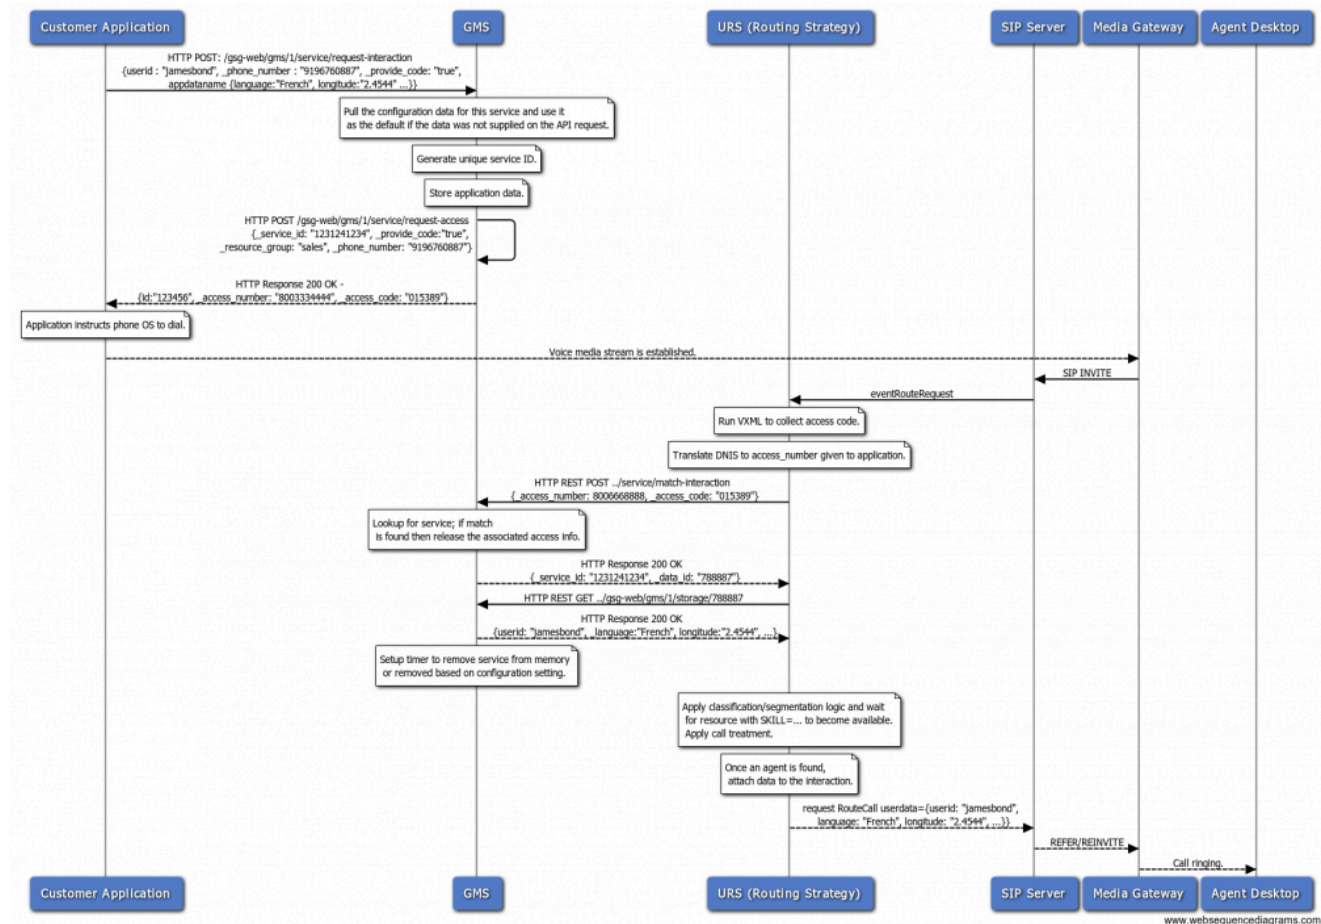 Customer Application
GMS
URS (Routing Strategy)
SIP Server
Media Gateway
Agent Desktop
HTTP POST: /gsg-web/gms/1/service/request-interaction
{userid : "jamesbond", _phone_number : "9196760887", _provide_code: "true",
appdataname {language:"French", longitude:"2.4544" ...}}
Pull the configuration data for this service and use it
as the default if the data was not supplied on the API request.
Generate unique service ID.
Store application data.
HTTP POST /gsg-web/gms/1/service/request-access
{_service_id: "1231241234", _provide_code:"true",
_resource_group: "sales", _phone_number: "9196760887"}
HTTP Response 200 OK -
{id:"123456", _access_number: "8003334444", _access_code: "015389"}
Application instructs phone OS to dial.
Voice media stream is established.
SIP INVITE
eventRouteRequest
Run VXML to collect access code.
Translate DNIS to access_number given to application.
HTTP REST POST ../service/match-interaction
{_access_number: 8006668888, _access_code: "015389"}
Lookup for service; if match
is found then release the associated access info.
HTTP Response 200 OK
{_service_id: "1231241234", _data_id: "788887"}
HTTP REST GET ../gsg-web/gms/1/storage/788887
HTTP Response 200 OK
{userid: "jamesbond", _language:"French", longitude:"2.4544", ...}
Setup timer to remove service from memory
or removed based on configuration setting.
Apply classification/segmentation logic and wait
for resource with SKILL=... to become available.
Apply call treatment.
Once an agent is found,
attach data to the interaction.
request RouteCall userdata={userid: "jamesbond",
language: "French", longitude: "2.4544", ...}}
REFER/REINVITE
Call ringing.
Customer Application
GMS
URS (Routing Strategy)
SIP Server
Media Gateway
Agent Desktop
www.websequencediagrams.com